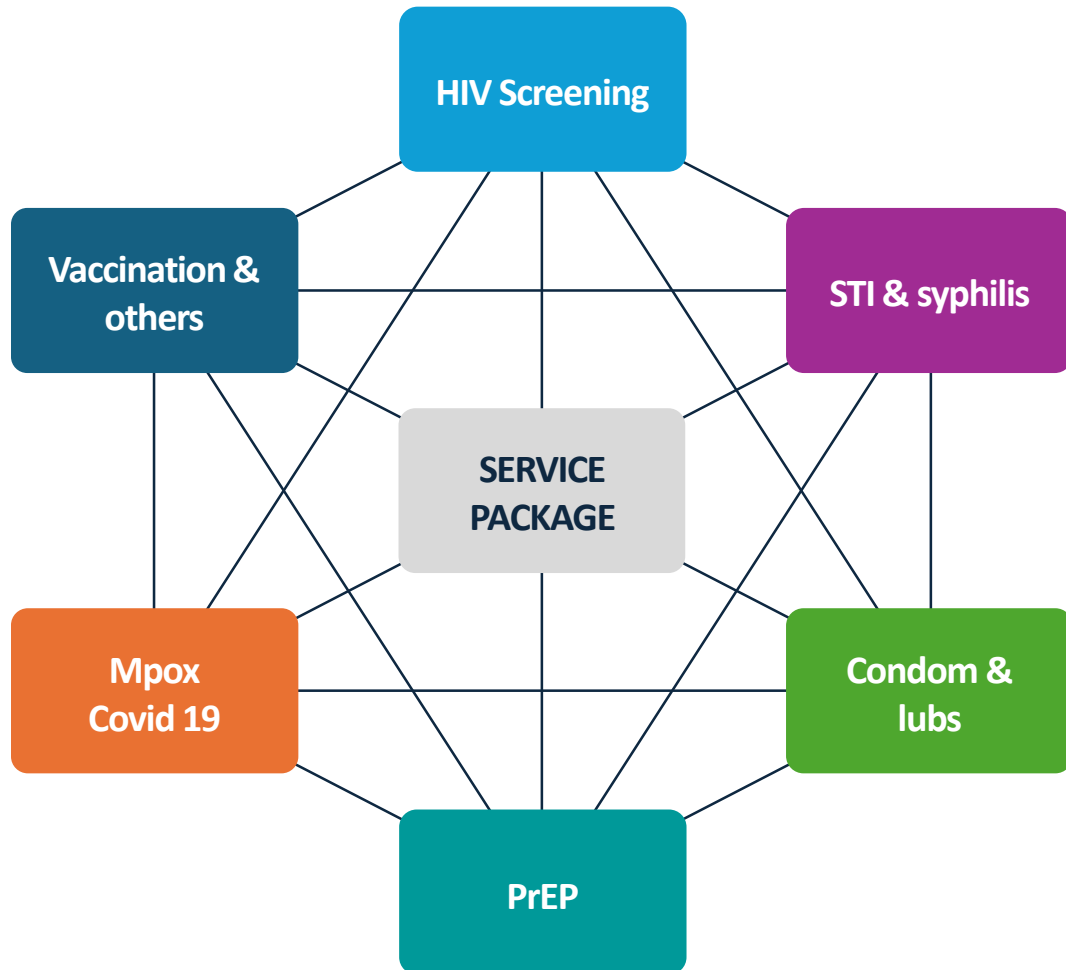 HIV Screening
Vaccination &
others
STI & syphilis
SERVICE
PACKAGE
Mpox
Covid 19
Condom &
lubs
PrEP